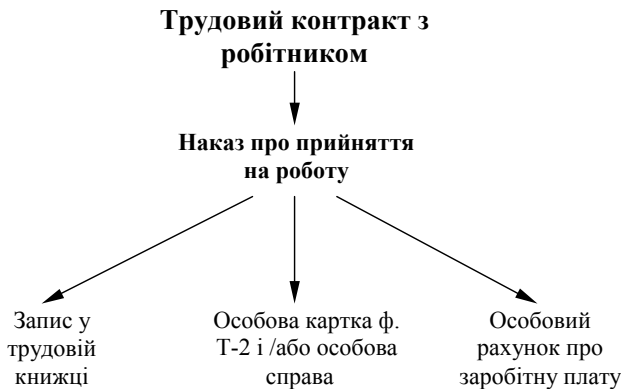 Трудовий контракт з
робітником
Наказ про прийняття
на роботу
Запис у
трудовій
книжці
Особова картка ф.
Т-2 і /або особова
справа
Особовий
рахунок про
заробітну плату